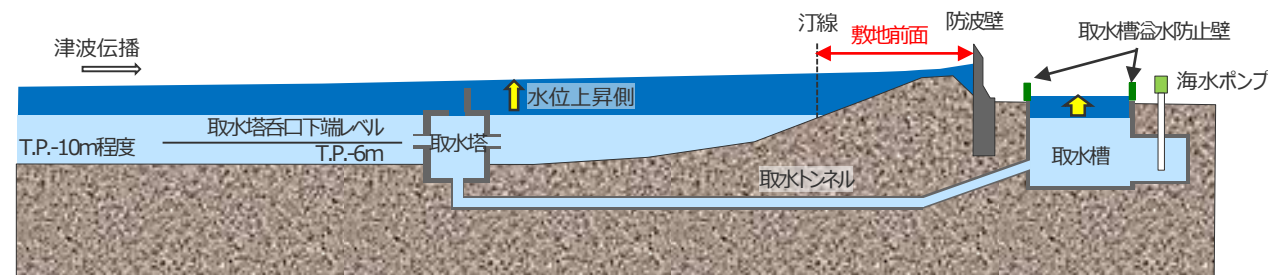 津波伝播
汀線
敷地前面
防波壁
取水槽溢水防止壁
海水ポンプ
水位上昇側
取水塔呑口下端レベル
T.P.-10m程度
T.P.-6m
取水塔
取水槽
取水トンネル